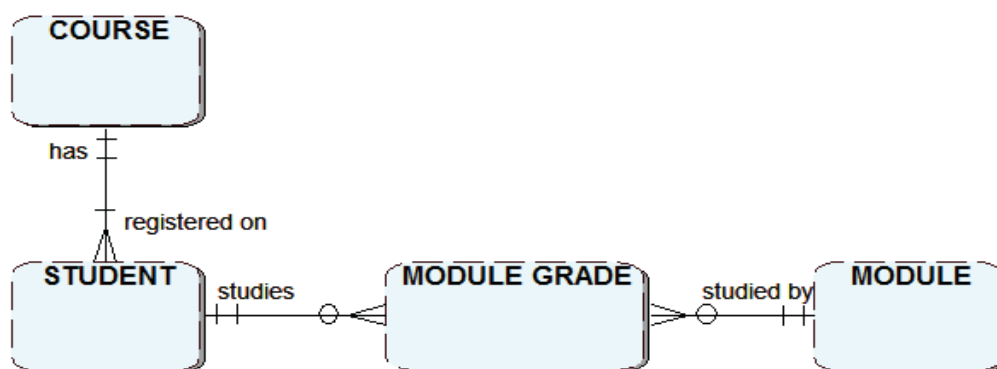 COURSE
has
registered on
STUDENT
studies
MODULE GRADE
studied by
MODULE